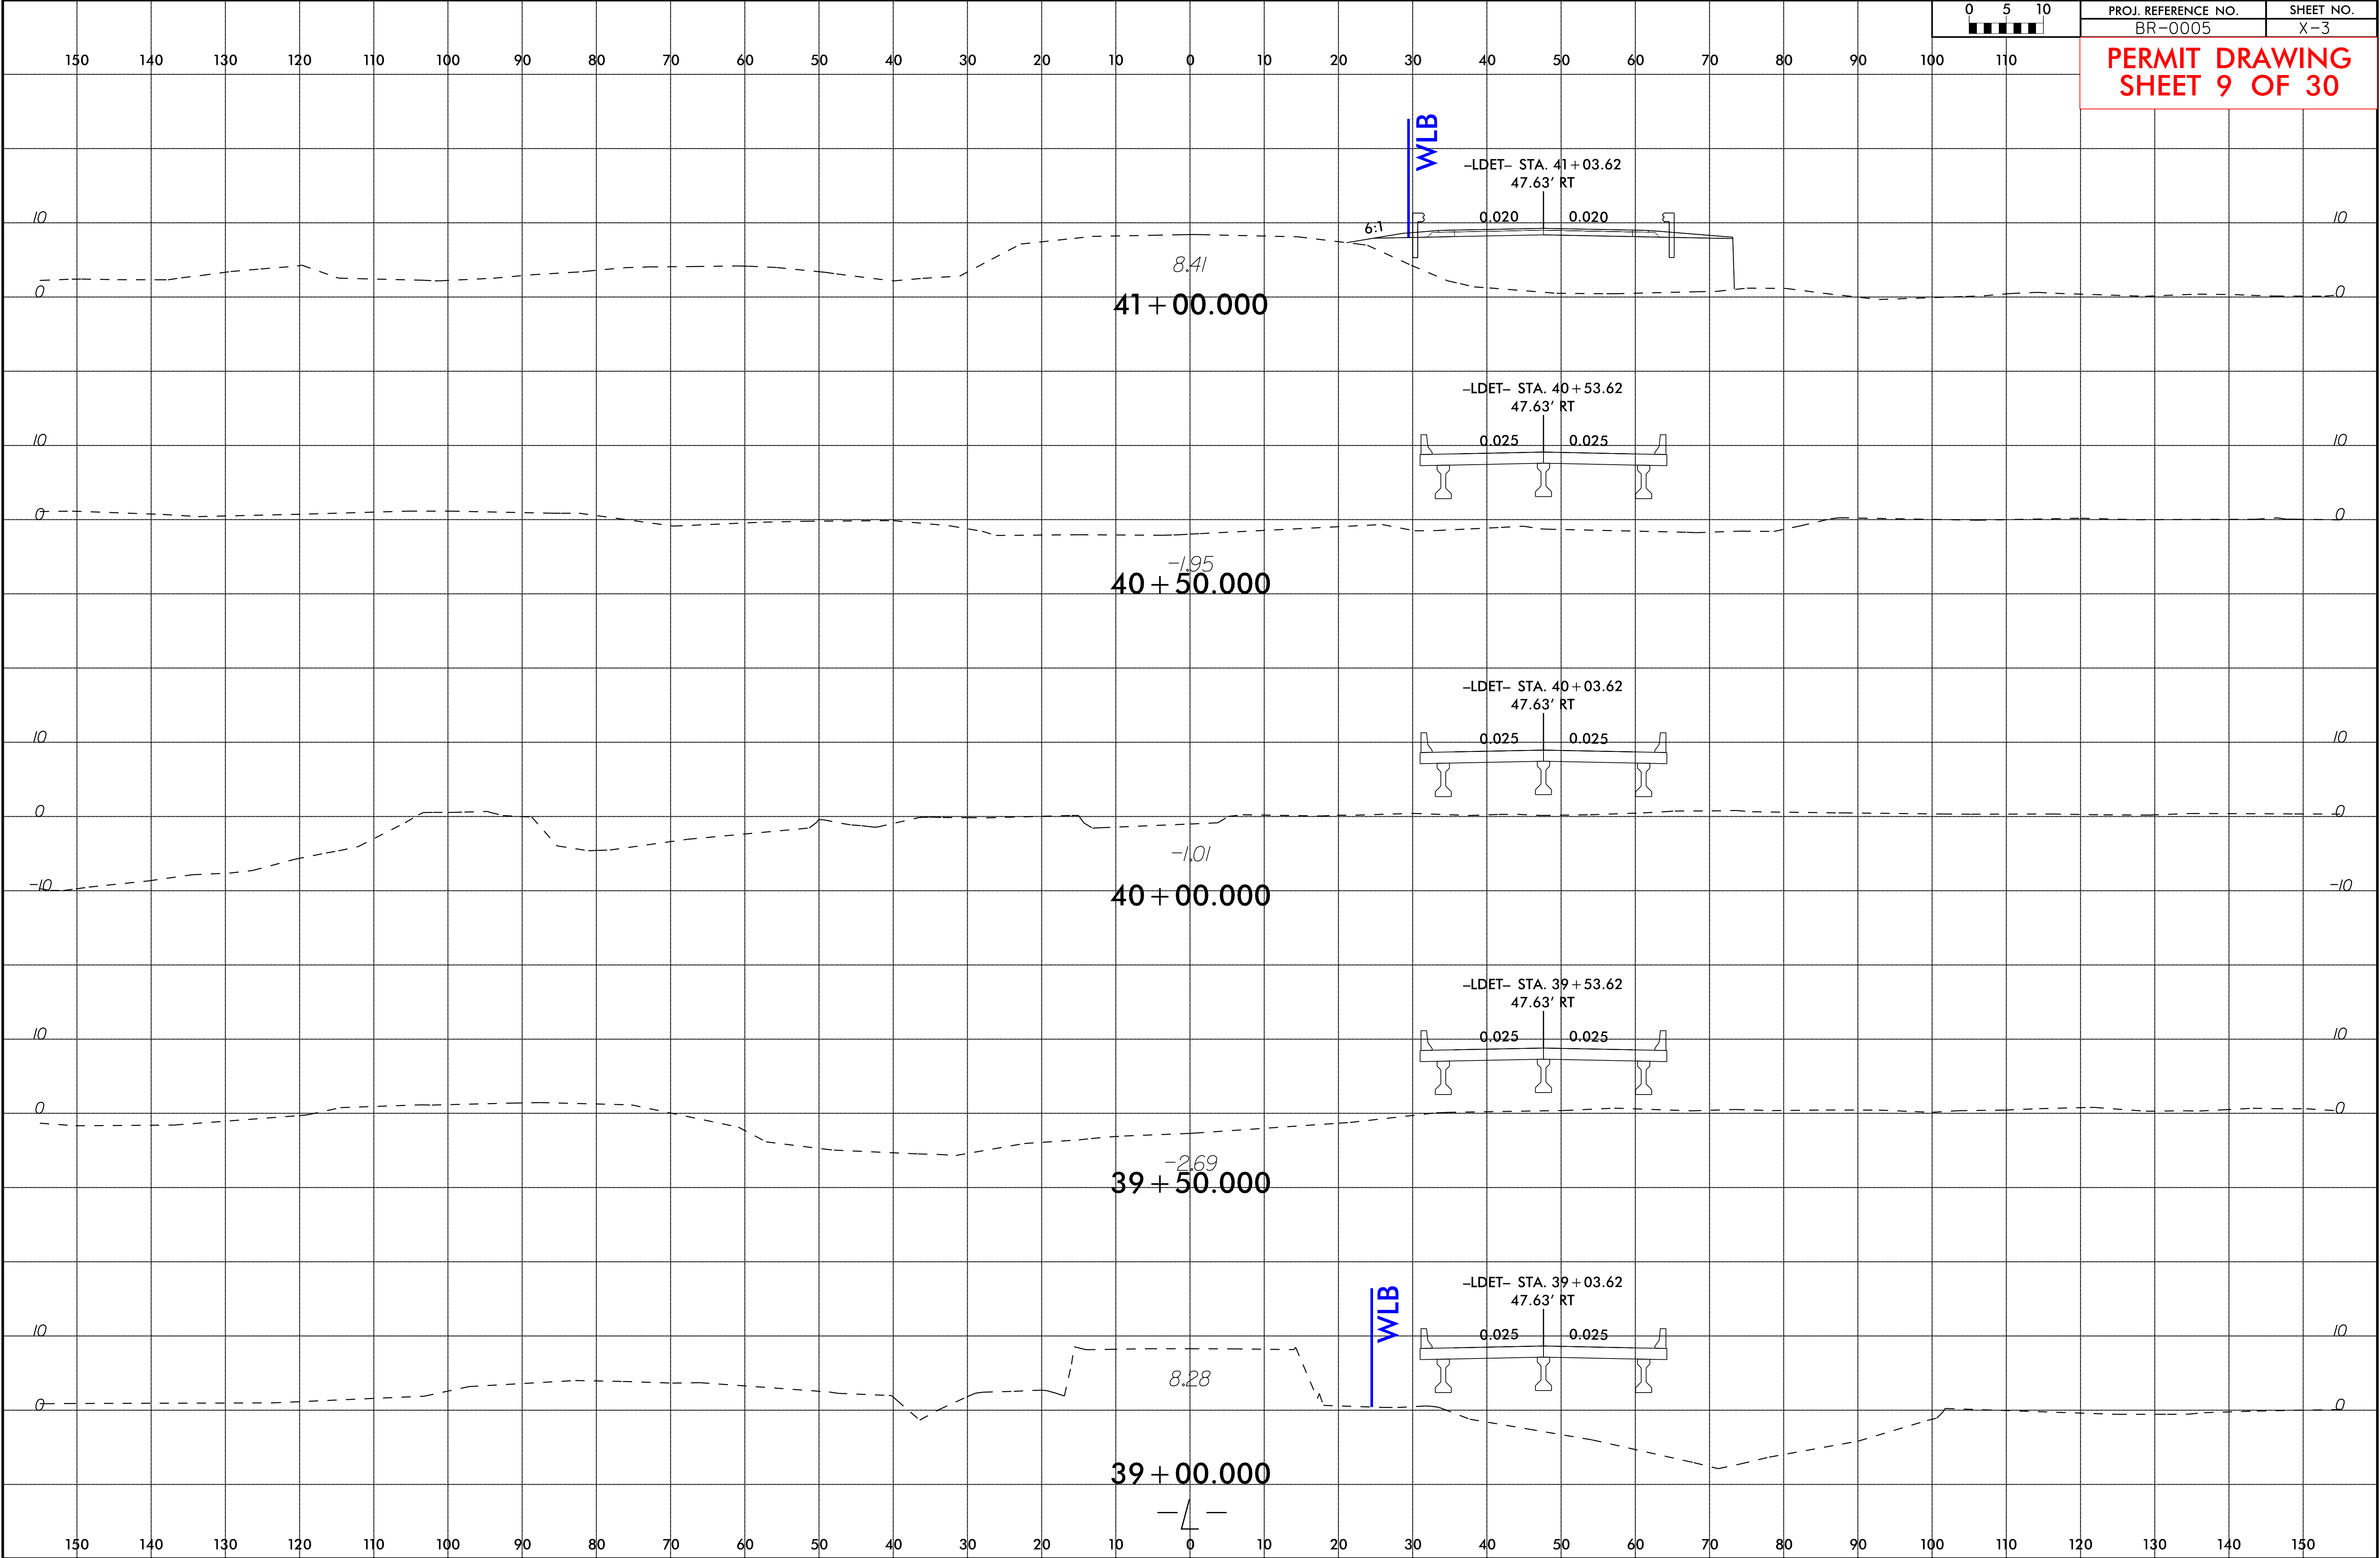 0 5 10
PROJ. REFERENCE NO. SHEET NO.
BR-0005 X-3
PERMIT DRAWING
SHEET 9 OF 30
150 140 130 120 110 100 90 80 70 60 50 40 30 20 10 0 10 20 30 40 50 60 70 80 90 100 110
WLB
-LDET- STA. 41+03.62
47.63' RT
10 0.020 0.020 10
6:1
8.41
0 0
41+00.000
-LDET- STA. 40+53.62
47.63' RT
10 0.025 0.025 10
0 0
-1.95
40+50.000
-LDET- STA. 40+03.62
47.63' RT
10 0.025 0.025 10
0 0
-1.01
-10 -10
40+00.000
-LDET- STA. 39+53.62
47.63' RT
10 0.025 0.025 10
0 0
-2.69
39+50.000
WLB
-LDET- STA. 39+03.62
47.63' RT
10 0.025 0.025 10
8.28
0 0
39+00.000
-L-
150 140 130 120 110 100 90 80 70 60 50 40 30 20 10 0 10 20 30 40 50 60 70 80 90 100 110 120 130 140 150